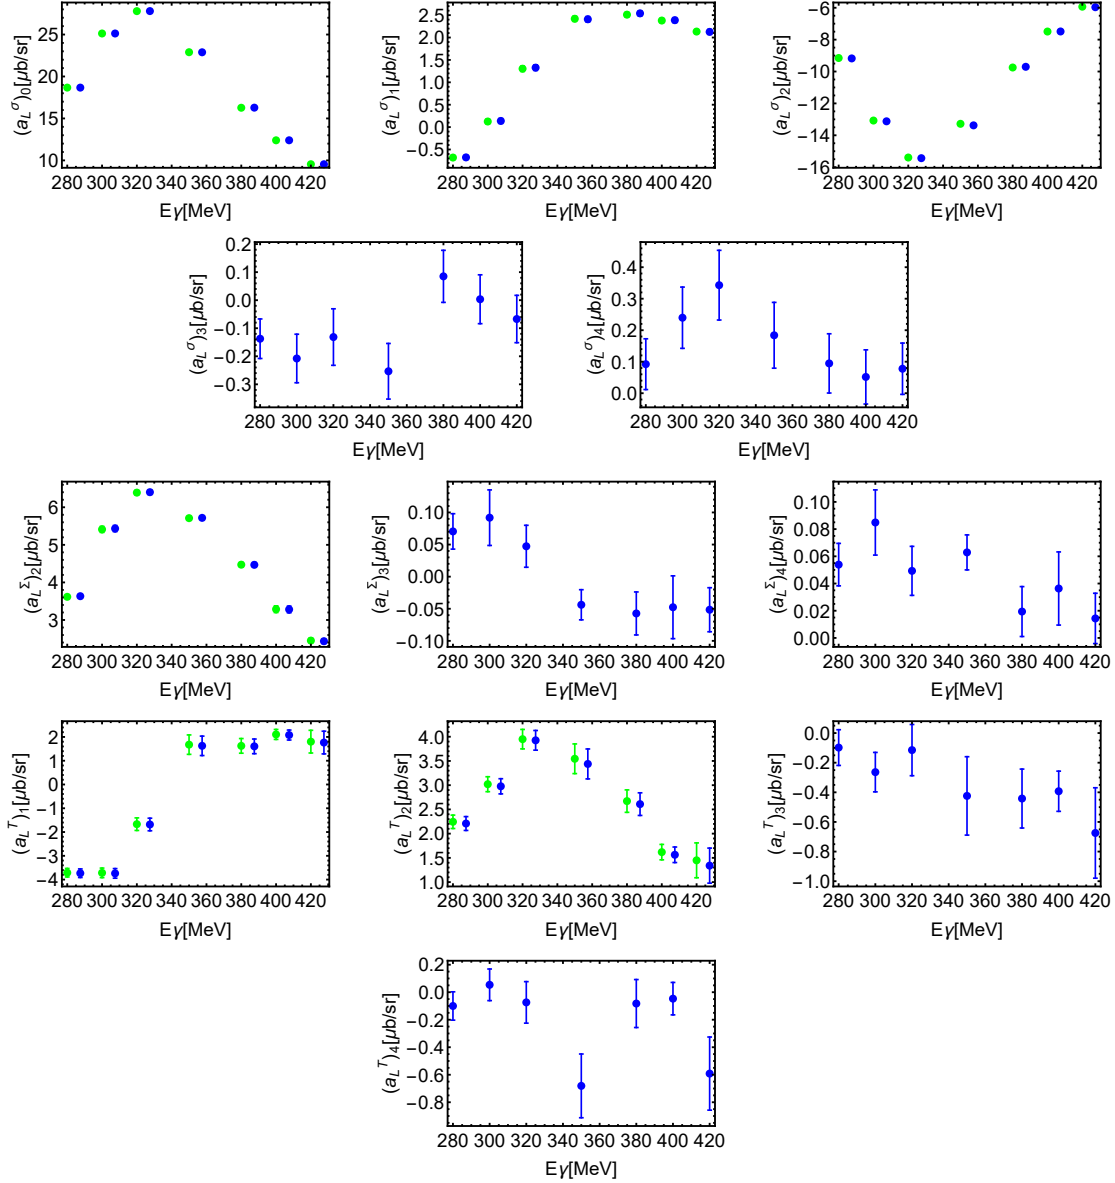 (a_L^σ)_0[μb/sr]
25
20
15
10
280 300 320 340 360 380 400 420
Eγ[MeV]
(a_L^σ)_1[μb/sr]
2.5
2.0
1.5
1.0
0.5
0.0
−0.5
280 300 320 340 360 380 400 420
Eγ[MeV]
(a_L^σ)_2[μb/sr]
−6
−8
−10
−12
−14
−16
280 300 320 340 360 380 400 420
Eγ[MeV]
(a_L^σ)_3[μb/sr]
0.2
0.1
0.0
−0.1
−0.2
−0.3
280 300 320 340 360 380 400 420
Eγ[MeV]
(a_L^σ)_4[μb/sr]
0.4
0.3
0.2
0.1
0.0
280 300 320 340 360 380 400 420
Eγ[MeV]
(a_L^Σ)_2[μb/sr]
6
5
4
3
280 300 320 340 360 380 400 420
Eγ[MeV]
(a_L^Σ)_3[μb/sr]
0.10
0.05
0.00
−0.05
−0.10
280 300 320 340 360 380 400 420
Eγ[MeV]
(a_L^Σ)_4[μb/sr]
0.10
0.08
0.06
0.04
0.02
0.00
280 300 320 340 360 380 400 420
Eγ[MeV]
(a_L^T)_1[μb/sr]
2
1
0
−1
−2
−3
−4
280 300 320 340 360 380 400 420
Eγ[MeV]
(a_L^T)_2[μb/sr]
4.0
3.5
3.0
2.5
2.0
1.5
1.0
280 300 320 340 360 380 400 420
Eγ[MeV]
(a_L^T)_3[μb/sr]
0.0
−0.2
−0.4
−0.6
−0.8
−1.0
280 300 320 340 360 380 400 420
Eγ[MeV]
(a_L^T)_4[μb/sr]
0.2
0.0
−0.2
−0.4
−0.6
−0.8
280 300 320 340 360 380 400 420
Eγ[MeV]